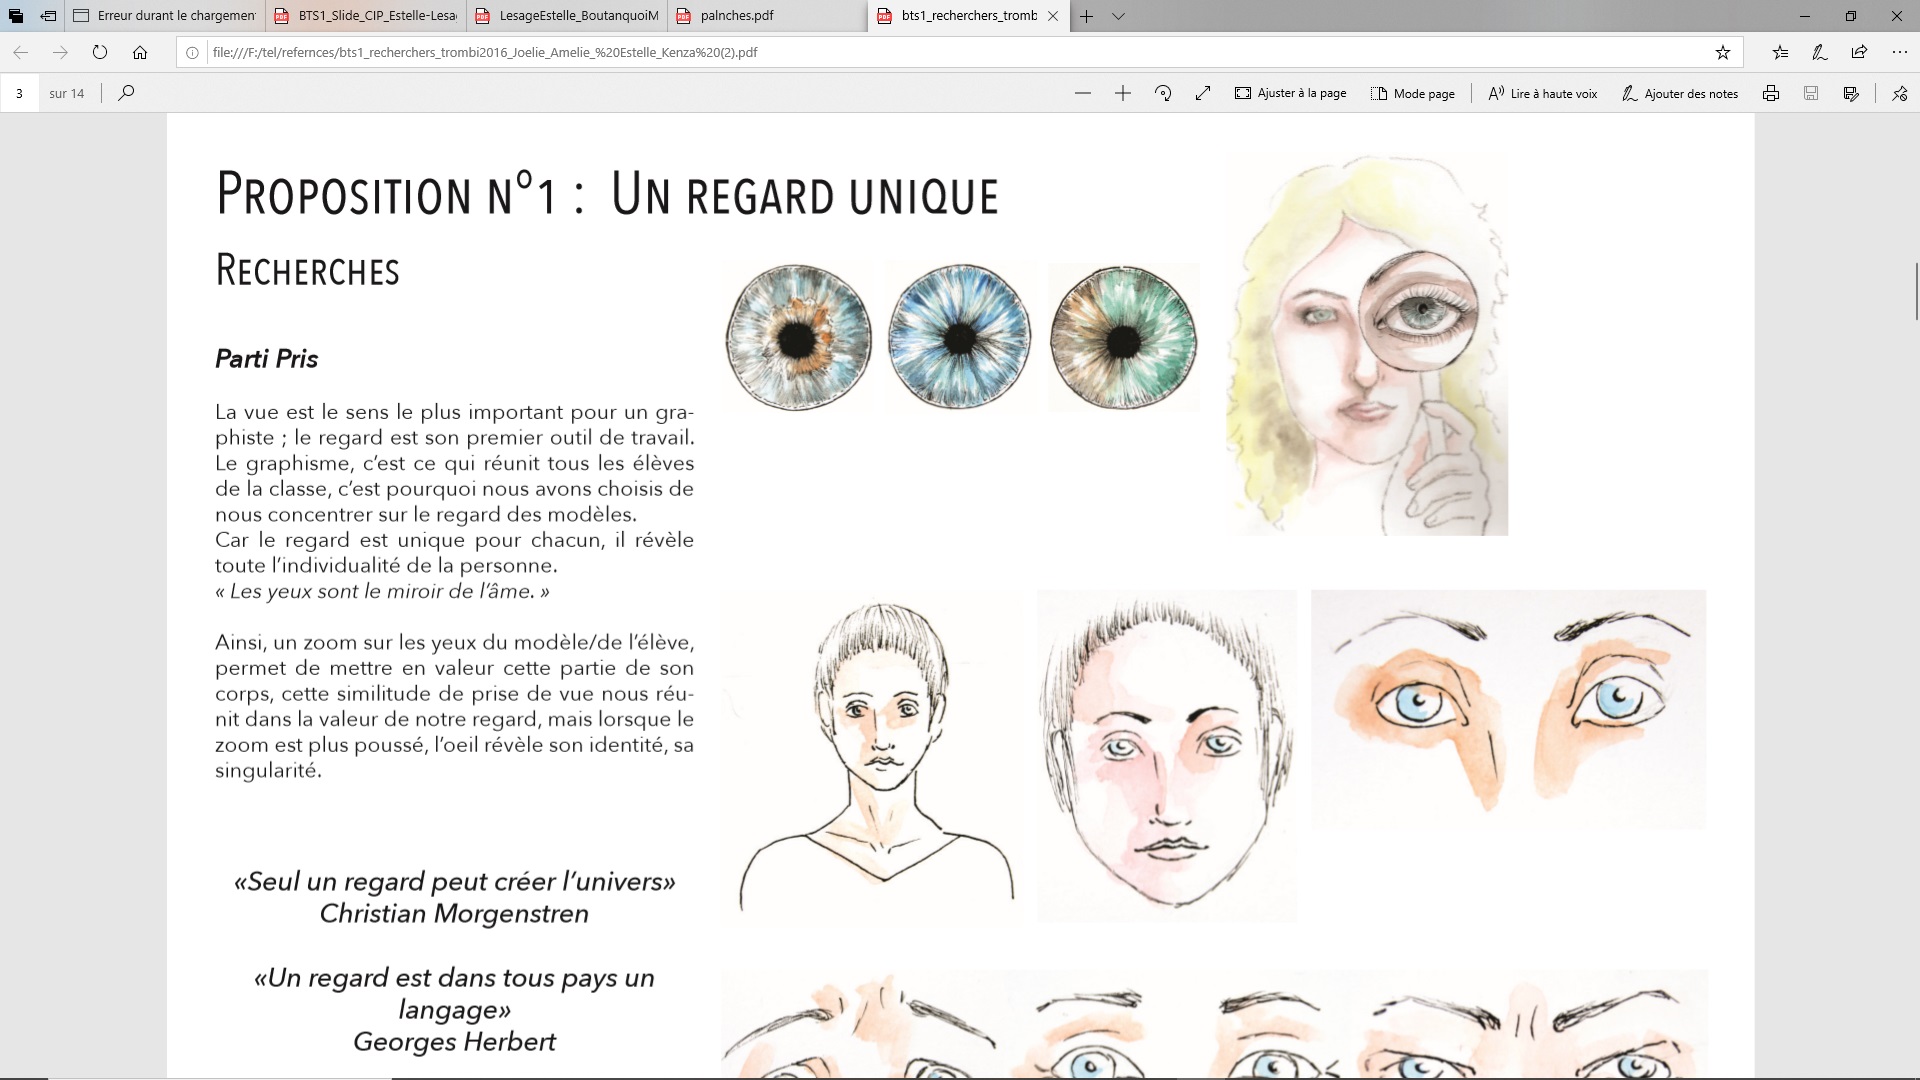 Erreur durant le chargemen
BTS1_Slide_CIP_Estelle-Lesa
LesageEstelle_BoutanquoiM
palnches.pdf
bts1_recherchers_tromb
file:///F:/tel/refernces/bts1_recherchers_trombi2016_Joelie_Amelie_%20Estelle_Kenza%20(2).pdf
3 sur 14
Ajuster à la page
Mode page
Lire à haute voix
Ajouter des notes
Proposition n°1 : Un regard unique
Recherches
Parti Pris
La vue est le sens le plus important pour un gra-
phiste ; le regard est son premier outil de travail.
Le graphisme, c'est ce qui réunit tous les élèves
de la classe, c'est pourquoi nous avons choisis de
nous concentrer sur le regard des modèles.
Car le regard est unique pour chacun, il révèle
toute l'individualité de la personne.
« Les yeux sont le miroir de l'âme. »
Ainsi, un zoom sur les yeux du modèle/de l'élève,
permet de mettre en valeur cette partie de son
corps, cette similitude de prise de vue nous réu-
nit dans la valeur de notre regard, mais lorsque le
zoom est plus poussé, l'oeil révèle son identité, sa
singularité.
«Seul un regard peut créer l'univers»
Christian Morgenstren
«Un regard est dans tous pays un
langage»
Georges Herbert